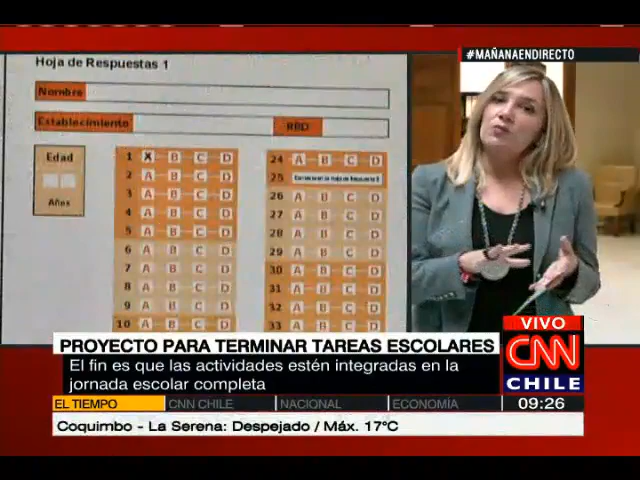 #MAÑANAENDIRECTO
Hoja de Respuestas 1
Nombre
Establecimiento RBD
Edad
Años
1 X B C D
2 A B C D
3 A B C D
4 A B C D
5 A B C D
6 A B C D
7 A B C D
8 A B C D
9 A B C D
10 A B C D
24 A B C D
25
26 A B C D
27 A B C D
28 A B C D
29 A B C D
30 A B C D
31 A B C D
32 A B C D
33 A B C D
PROYECTO PARA TERMINAR TAREAS ESCOLARES
El fin es que las actividades estén integradas en la
jornada escolar completa
VIVO
CNN
CHILE
EL TIEMPO CNN CHILE NACIONAL ECONOMÍA 09:26
Coquimbo - La Serena: Despejado / Máx. 17°C